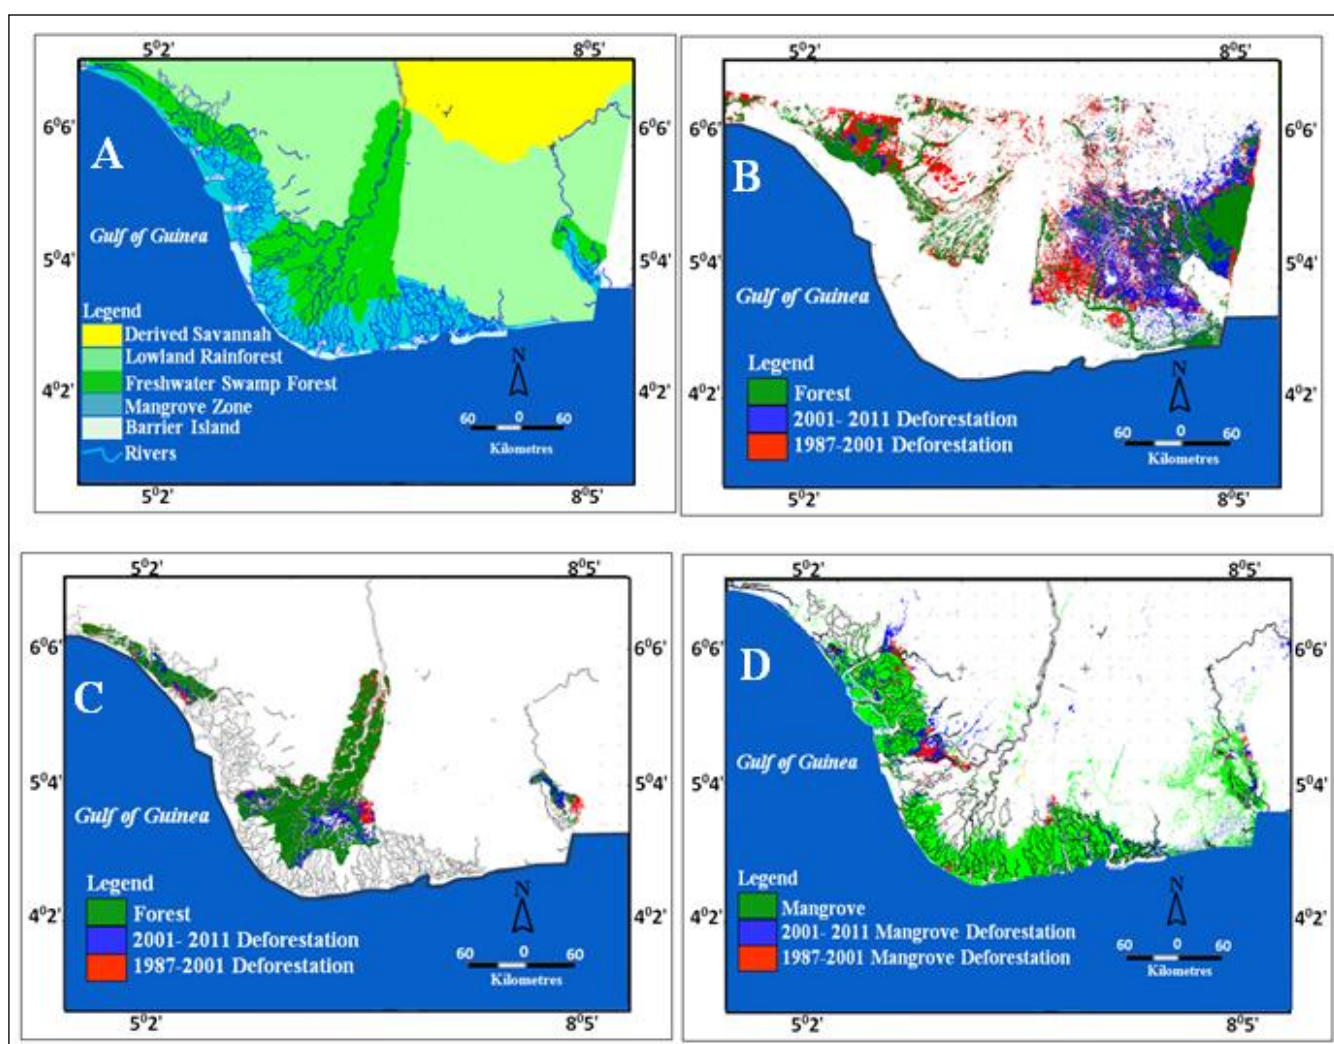 5⁰2' 8⁰5'
6⁰6' A 6⁰6'
Gulf of Guinea
5⁰4' 5⁰4'
Legend
Derived Savannah
Lowland Rainforest
Freshwater Swamp Forest
Mangrove Zone
Barrier Island
Rivers
N
4⁰2' 4⁰2'
60 0 60
Kilometres
5⁰2' 8⁰5'
5⁰2' 8⁰5'
6⁰6' 6⁰6'
B
5⁰4' 5⁰4'
Gulf of Guinea
Legend
Forest
2001- 2011 Deforestation
1987-2001 Deforestation
N
4⁰2' 4⁰2'
60 0 60
Kilometres
5⁰2' 8⁰5'
5⁰2' 8⁰5'
6⁰6' 6⁰6'
C
5⁰4' 5⁰4'
Gulf of Guinea
Legend
Forest
2001- 2011 Deforestation
1987-2001 Deforestation
N
4⁰2' 4⁰2'
60 0 60
Kilometres
5⁰2' 8⁰5'
5⁰2' 8⁰5'
6⁰6' 6⁰6'
D
Gulf of Guinea
5⁰4' 5⁰4'
Legend
Mangrove
2001- 2011 Mangrove Deforestation
1987-2001 Mangrove Deforestation
N
4⁰2' 4⁰2'
60 0 60
Kilometres
5⁰2' 8⁰5'